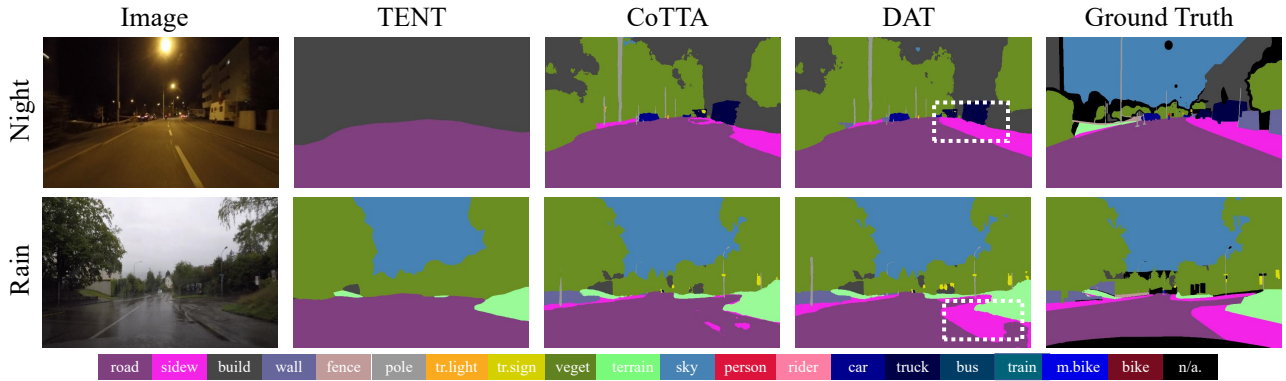 Image TENT CoTTA DAT Ground Truth
Night
Rain
road sidew build wall fence pole tr.light tr.sign veget terrain sky person rider car truck bus train m.bike bike n/a.